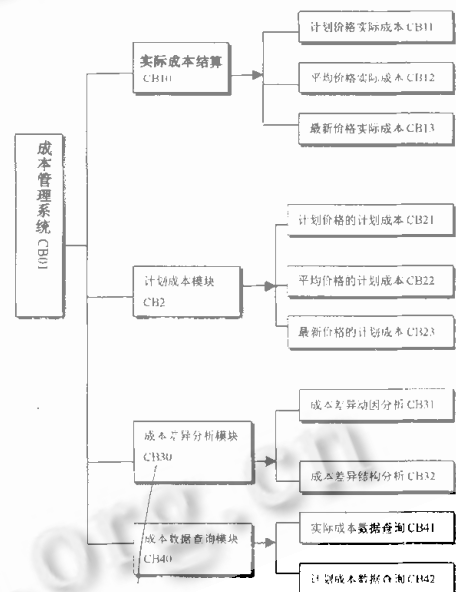 成本管理系统 CB01
实际成本结算
CB10
计划价格实际成本 CB11
平均价格实际成本 CB12
最新价格实际成本 CB13
计划成本模块
CB2
计划价格的计划成本 CB21
平均价格的计划成本 CB22
最新价格的计划成本 CB23
成本差异分析模块
CB30
成本差异动因分析 CB31
成本差异结构分析 CB32
成本数据查询模块
CB40
实际成本数据查询 CB41
计划成本数据查询 CB42
org.cn